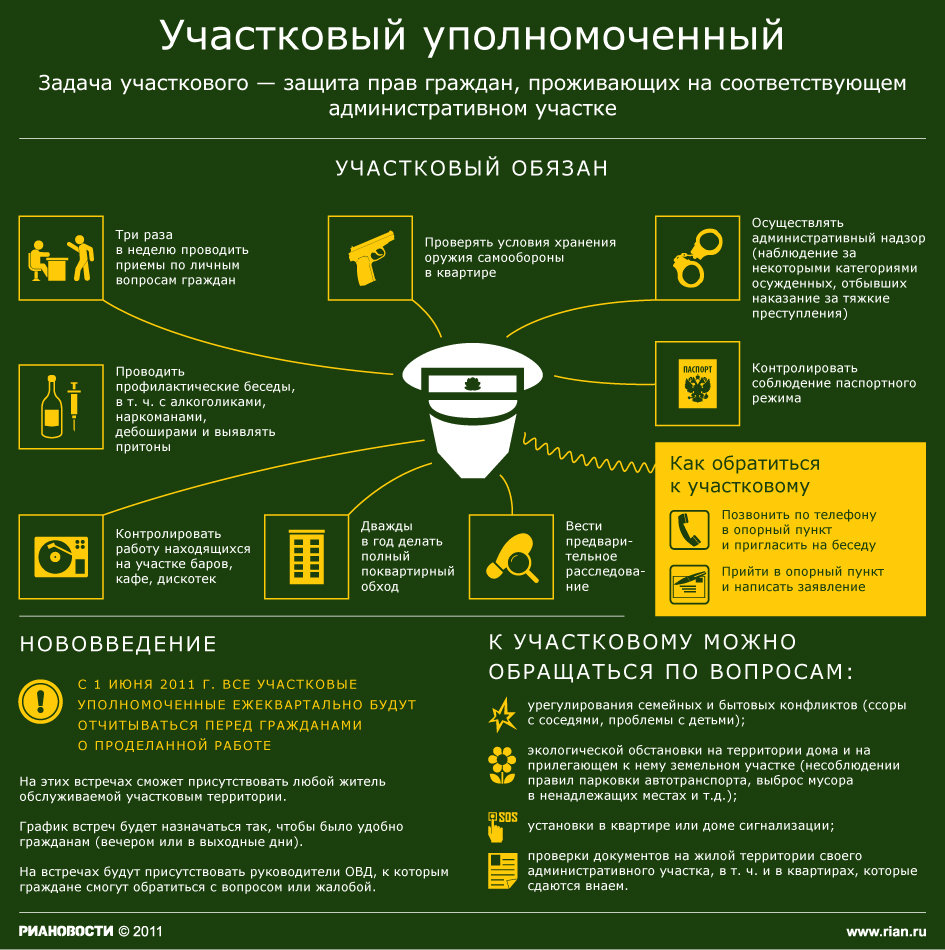 Участковый уполномоченный
Задача участкового — защита прав граждан, проживающих на соответствующем
административном участке
УЧАСТКОВЫЙ ОБЯЗАН
Три раза
в неделю проводить
приемы по личным
вопросам граждан
Проверять условия хранения
оружия самообороны
в квартире
Осуществлять
административный надзор
(наблюдение за
некоторыми категориями
осужденных, отбывших
наказание за тяжкие
преступления)
Проводить
профилактические беседы,
в т. ч. с алкоголиками,
наркоманами,
дебоширами и выявлять
притоны
ПАСПОРТ
Контролировать
соблюдение паспортного
режима
Контролировать
работу находящихся
на участке баров,
кафе, дискотек
Дважды
в год делать
полный
поквартирный
обход
Вести
предвари-
тельное
расследова-
ние
Как обратиться
к участковому
Позвонить по телефону
в опорный пункт
и пригласить на беседу
Прийти в опорный пункт
и написать заявление
НОВОВВЕДЕНИЕ
С 1 ИЮНЯ 2011 Г. ВСЕ УЧАСТКОВЫЕ
УПОЛНОМОЧЕННЫЕ ЕЖЕКВАРТАЛЬНО БУДУТ
ОТЧИТЫВАТЬСЯ ПЕРЕД ГРАЖДАНАМИ
О ПРОДЕЛАННОЙ РАБОТЕ
На этих встречах сможет присутствовать любой житель
обслуживаемой участковым территории.
График встреч будет назначаться так, чтобы было удобно
гражданам (вечером или в выходные дни).
На встречах будут присутствовать руководители ОВД, к которым
граждане смогут обратиться с вопросом или жалобой.
К УЧАСТКОВОМУ МОЖНО
ОБРАЩАТЬСЯ ПО ВОПРОСАМ:
урегулирования семейных и бытовых конфликтов (ссоры
с соседями, проблемы с детьми);
экологической обстановки на территории дома и на
прилегающем к нему земельном участке (несоблюдении
правил парковки автотранспорта, выброс мусора
в ненадлежащих местах и т.д.);
SOS
установки в квартире или доме сигнализации;
проверки документов на жилой территории своего
административного участка, в т. ч. и в квартирах, которые
сдаются внаем.
РИАНОВОСТИ © 2011
www.rian.ru